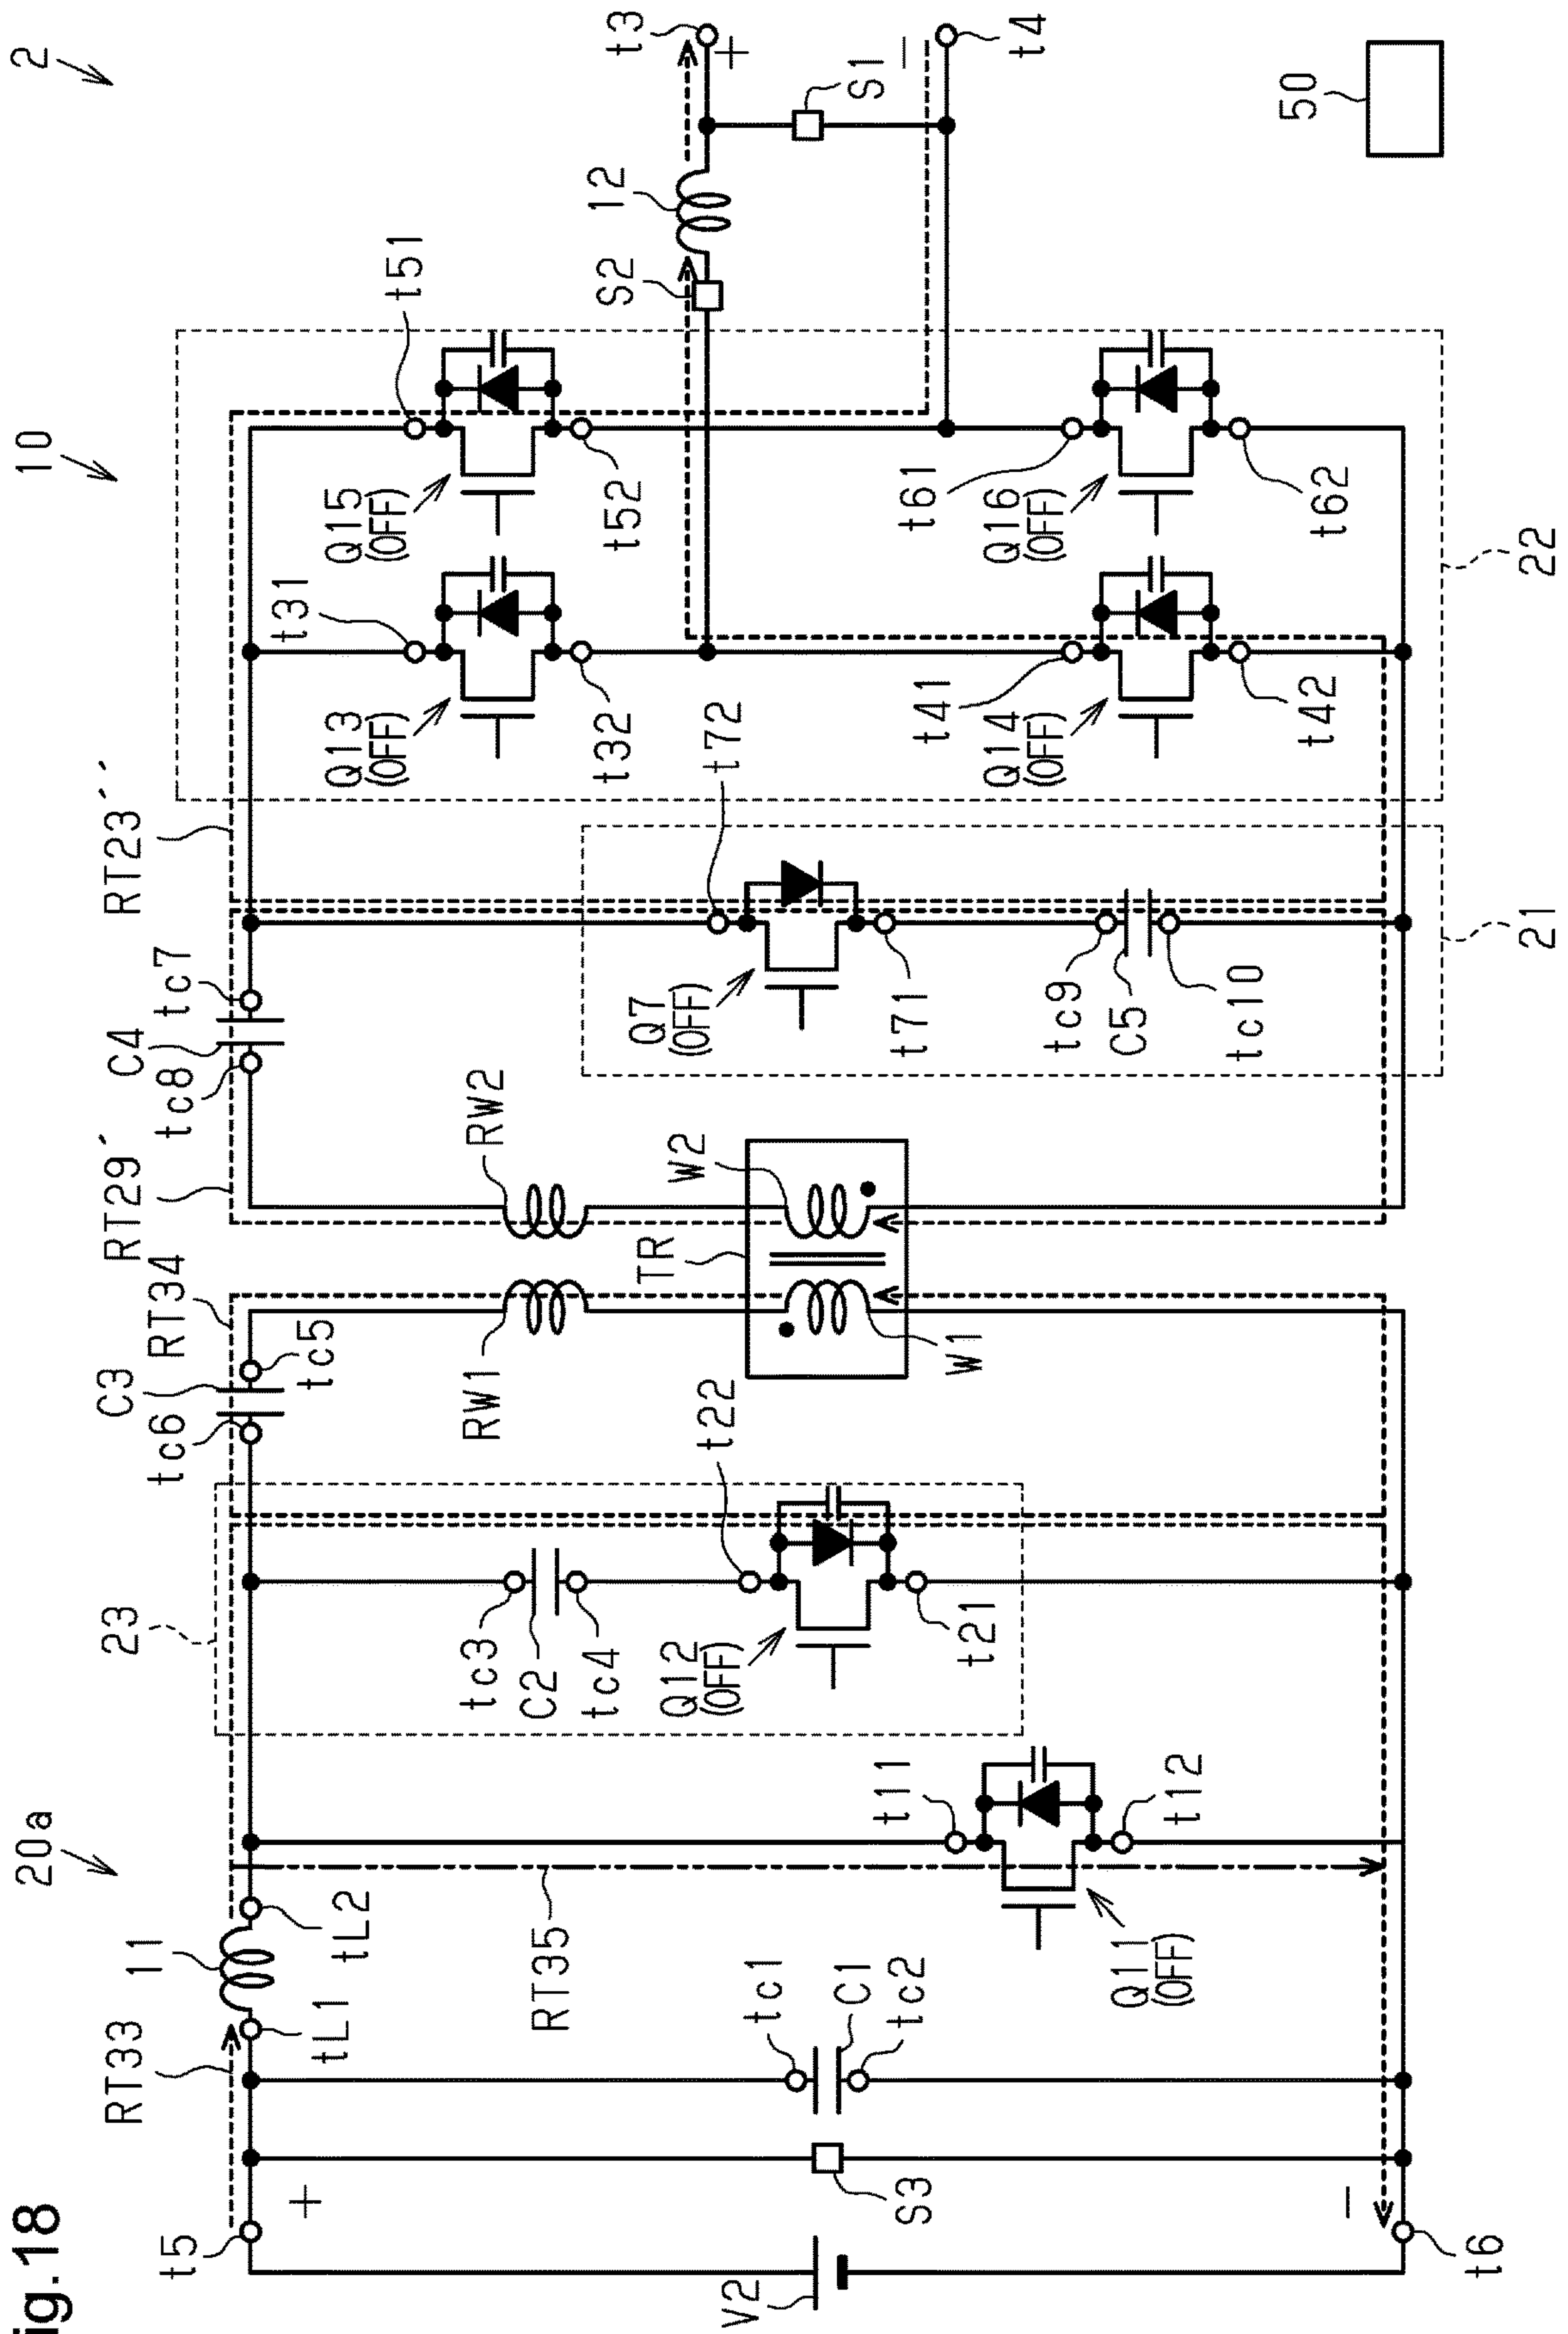 2
10
20a
Fig.18
t3
+
S1
−
t4
50
12
S2
t51
Q15
(OFF)
t52
t61
Q16
(OFF)
t62
22
t31
Q13
(OFF)
t32
t41
Q14
(OFF)
t42
RT23´´
t72
Q7
(OFF)
t71
tc9
C5
tc10
21
tc7
C4
tc8
RT29´
RW2
W2
TR
RT34
C3
tc5
tc6
RW1
W1
t22
23
tc3
C2
tc4
Q12
(OFF)
t21
t11
t12
Q11
(OFF)
11
tL2
tL1
RT35
RT33
tc1
C1
tc2
t5
+
S3
−
V2
t6